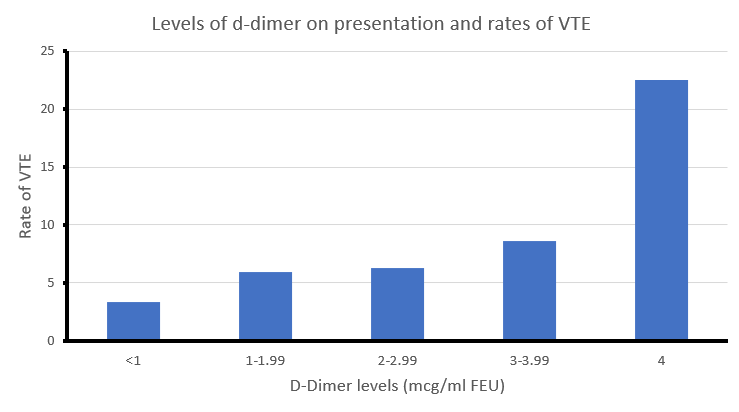 Levels of d-dimer on presentation and rates of VTE
25
20
15
10
5
0
Rate of VTE
<1 1-1.99 2-2.99 3-3.99 4
D-Dimer levels (mcg/ml FEU)